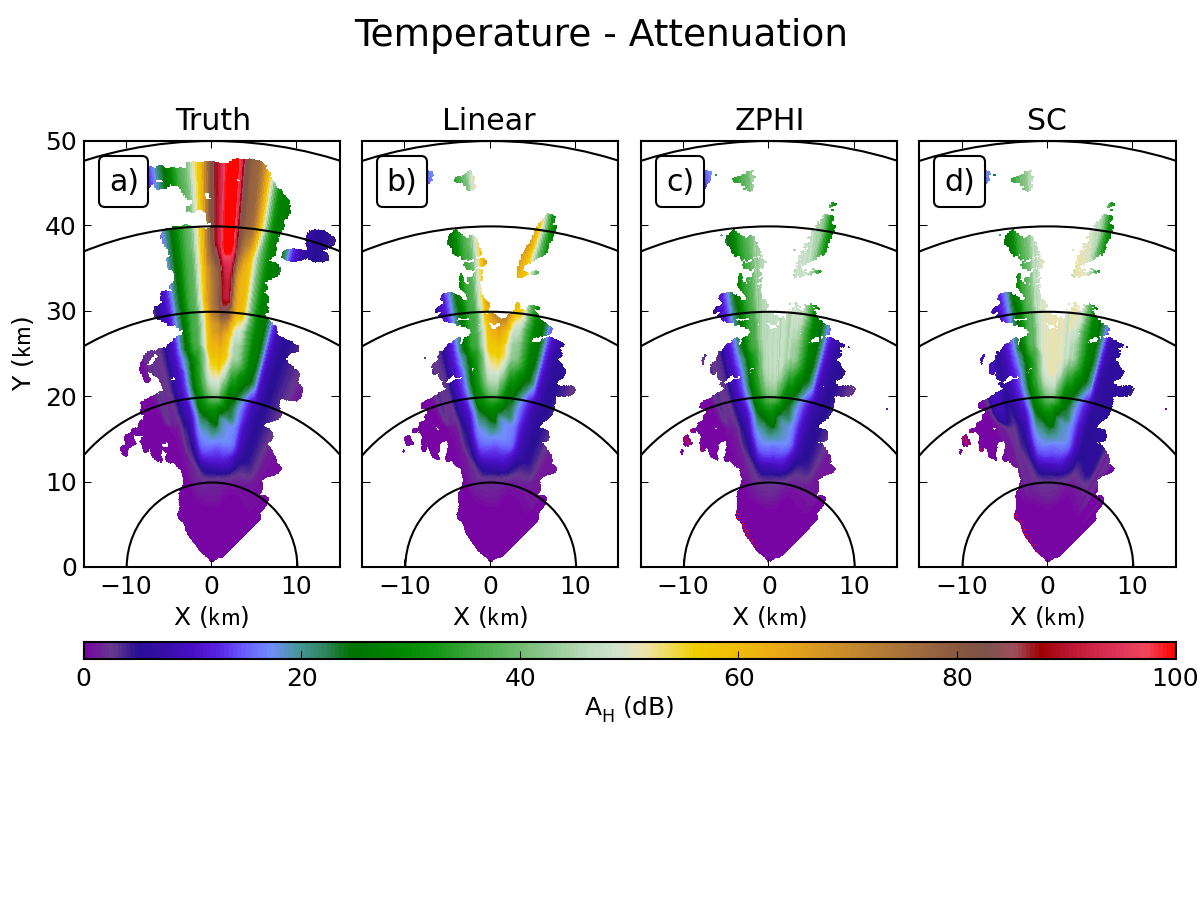 Temperature - Attenuation
Truth Linear ZPHI SC
a) b) c) d)
50
40
30
20
10
0
Y (km)
−10 0 10 −10 0 10 −10 0 10 −10 0 10
X (km) X (km) X (km) X (km)
0 20 40 60 80 100
A_H (dB)